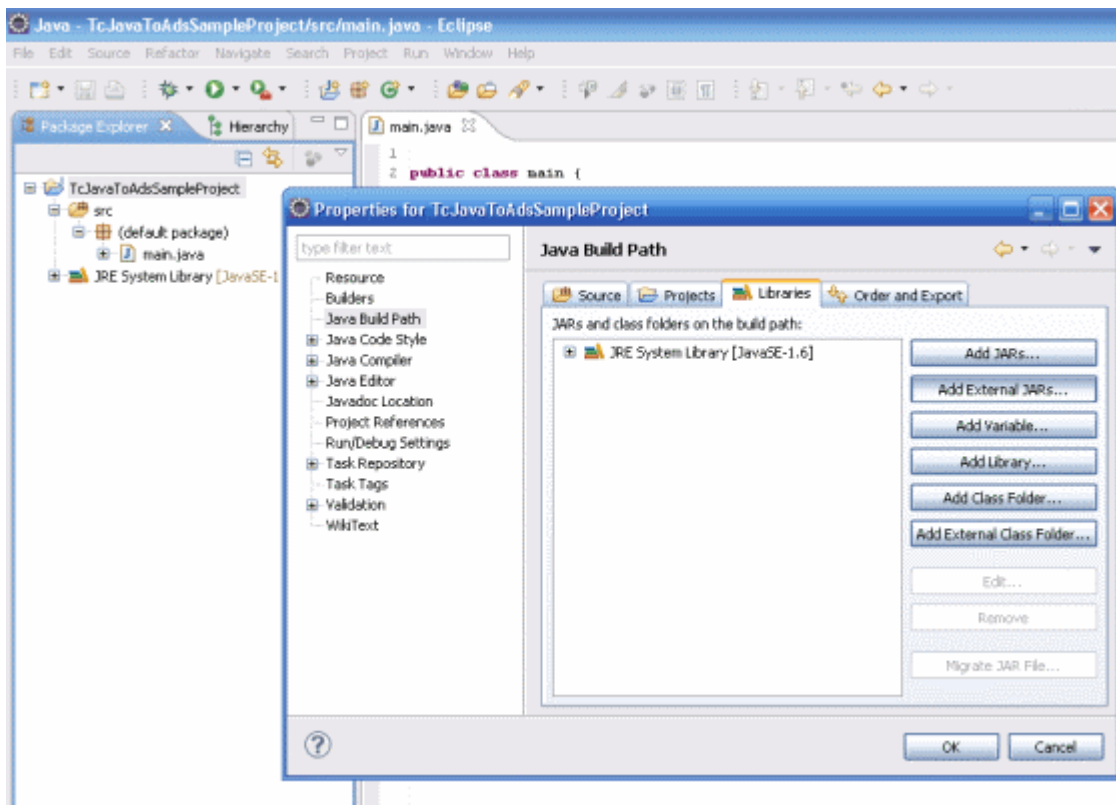 Java - TcJavaToAdsSampleProject/src/main.java - Eclipse
File Edit Source Refactor Navigate Search Project Run Window Help
Package Explorer Hierarchy
main.java
1
2 public class main {
TcJavaToAdsSampleProject
src
(default package)
main.java
JRE System Library [JavaSE-1
Properties for TcJavaToAdsSampleProject
type filter text
Resource
Builders
Java Build Path
Java Code Style
Java Compiler
Java Editor
Javadoc Location
Project References
Run/Debug Settings
Task Repository
Task Tags
Validation
WikiText
Java Build Path
Source Projects Libraries Order and Export
JARs and class folders on the build path:
JRE System Library [JavaSE-1.6]
Add JARs...
Add External JARs...
Add Variable...
Add Library...
Add Class Folder...
Add External Class Folder...
Edit...
Remove
Migrate JAR File...
OK Cancel